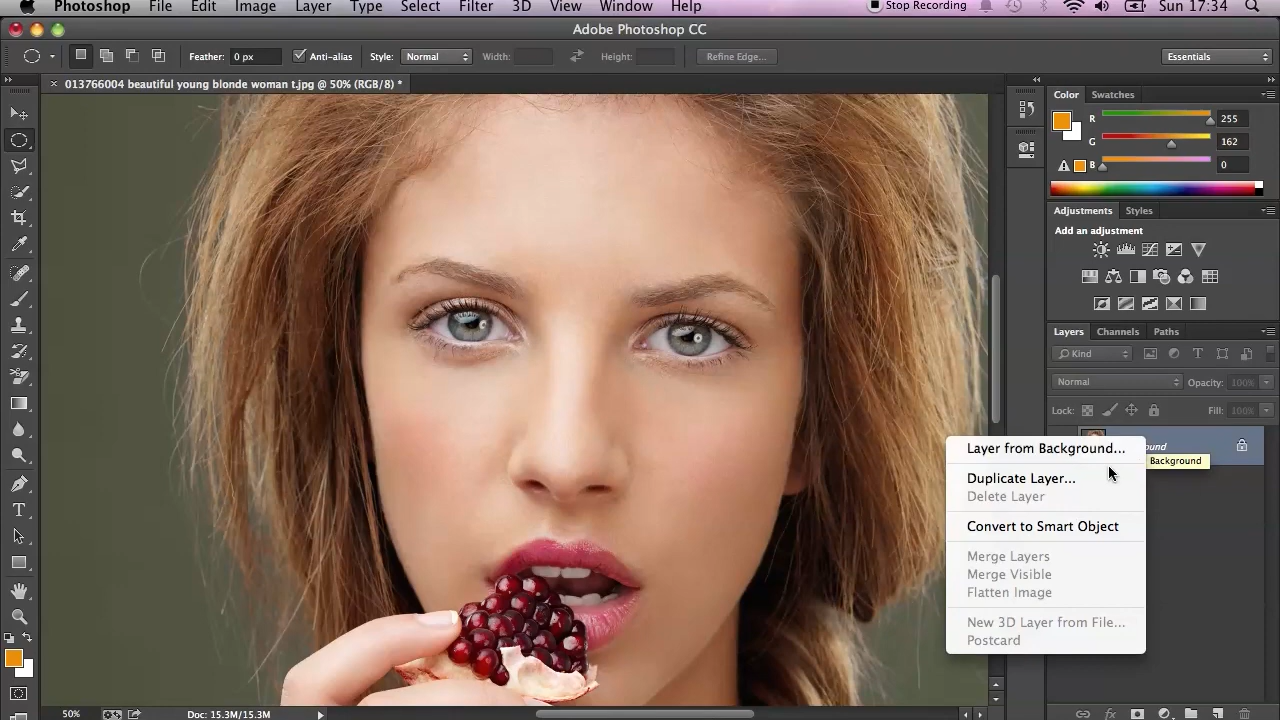 Photoshop File Edit Image Layer Type Select Filter 3D View Window Help Stop Recording Sun 17:34
Adobe Photoshop CC
Feather: 0 px Anti-alias Style: Normal Width: Height: Refine Edge... Essentials
× 013766004 beautiful young blonde woman t.jpg @ 50% (RGB/8) *
Color Swatches
R 255
G 162
B 0
Adjustments Styles
Add an adjustment
Layers Channels Paths
Kind
Normal Opacity: 100%
Lock: Fill: 100%
Background
Layer from Background...
Duplicate Layer...
Delete Layer
Convert to Smart Object
Merge Layers
Merge Visible
Flatten Image
New 3D Layer from File...
Postcard
50% Doc: 15.3M/15.3M